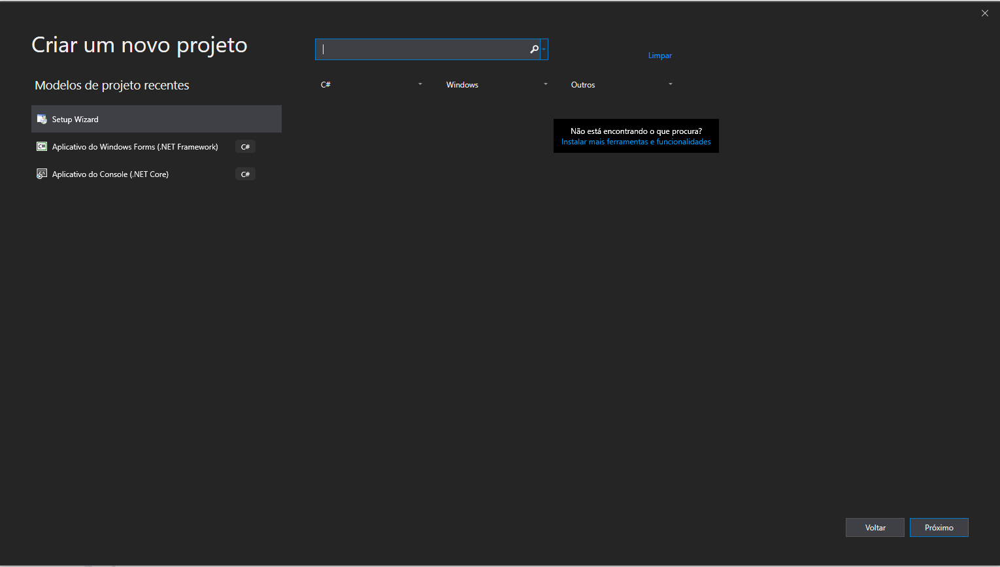 Criar um novo projeto
Limpar
Modelos de projeto recentes
C#
Windows
Outros
Setup Wizard
Aplicativo do Windows Forms (.NET Framework)
C#
Aplicativo do Console (.NET Core)
C#
Não está encontrando o que procura?
Instalar mais ferramentas e funcionalidades
Voltar
Próximo